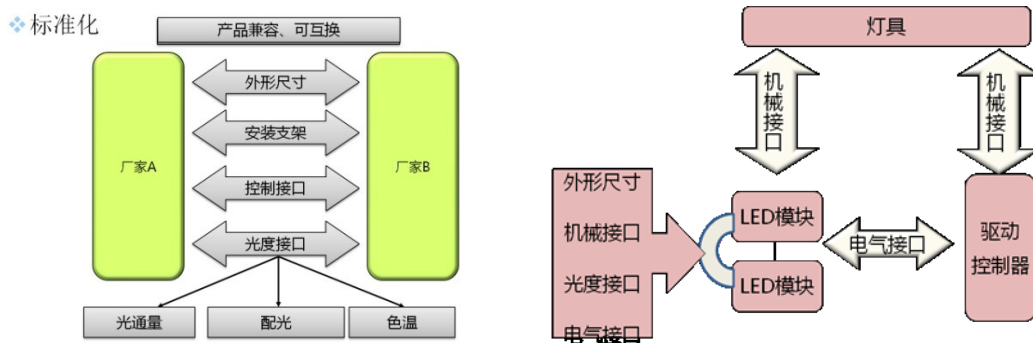 标准化
产品兼容、可互换
厂家A
外形尺寸
安装支架
控制接口
光度接口
厂家B
光通量
配光
色温
灯具
机械接口
机械接口
外形尺寸
机械接口
光度接口
电气接口
LED模块
LED模块
电气接口
驱动
控制器